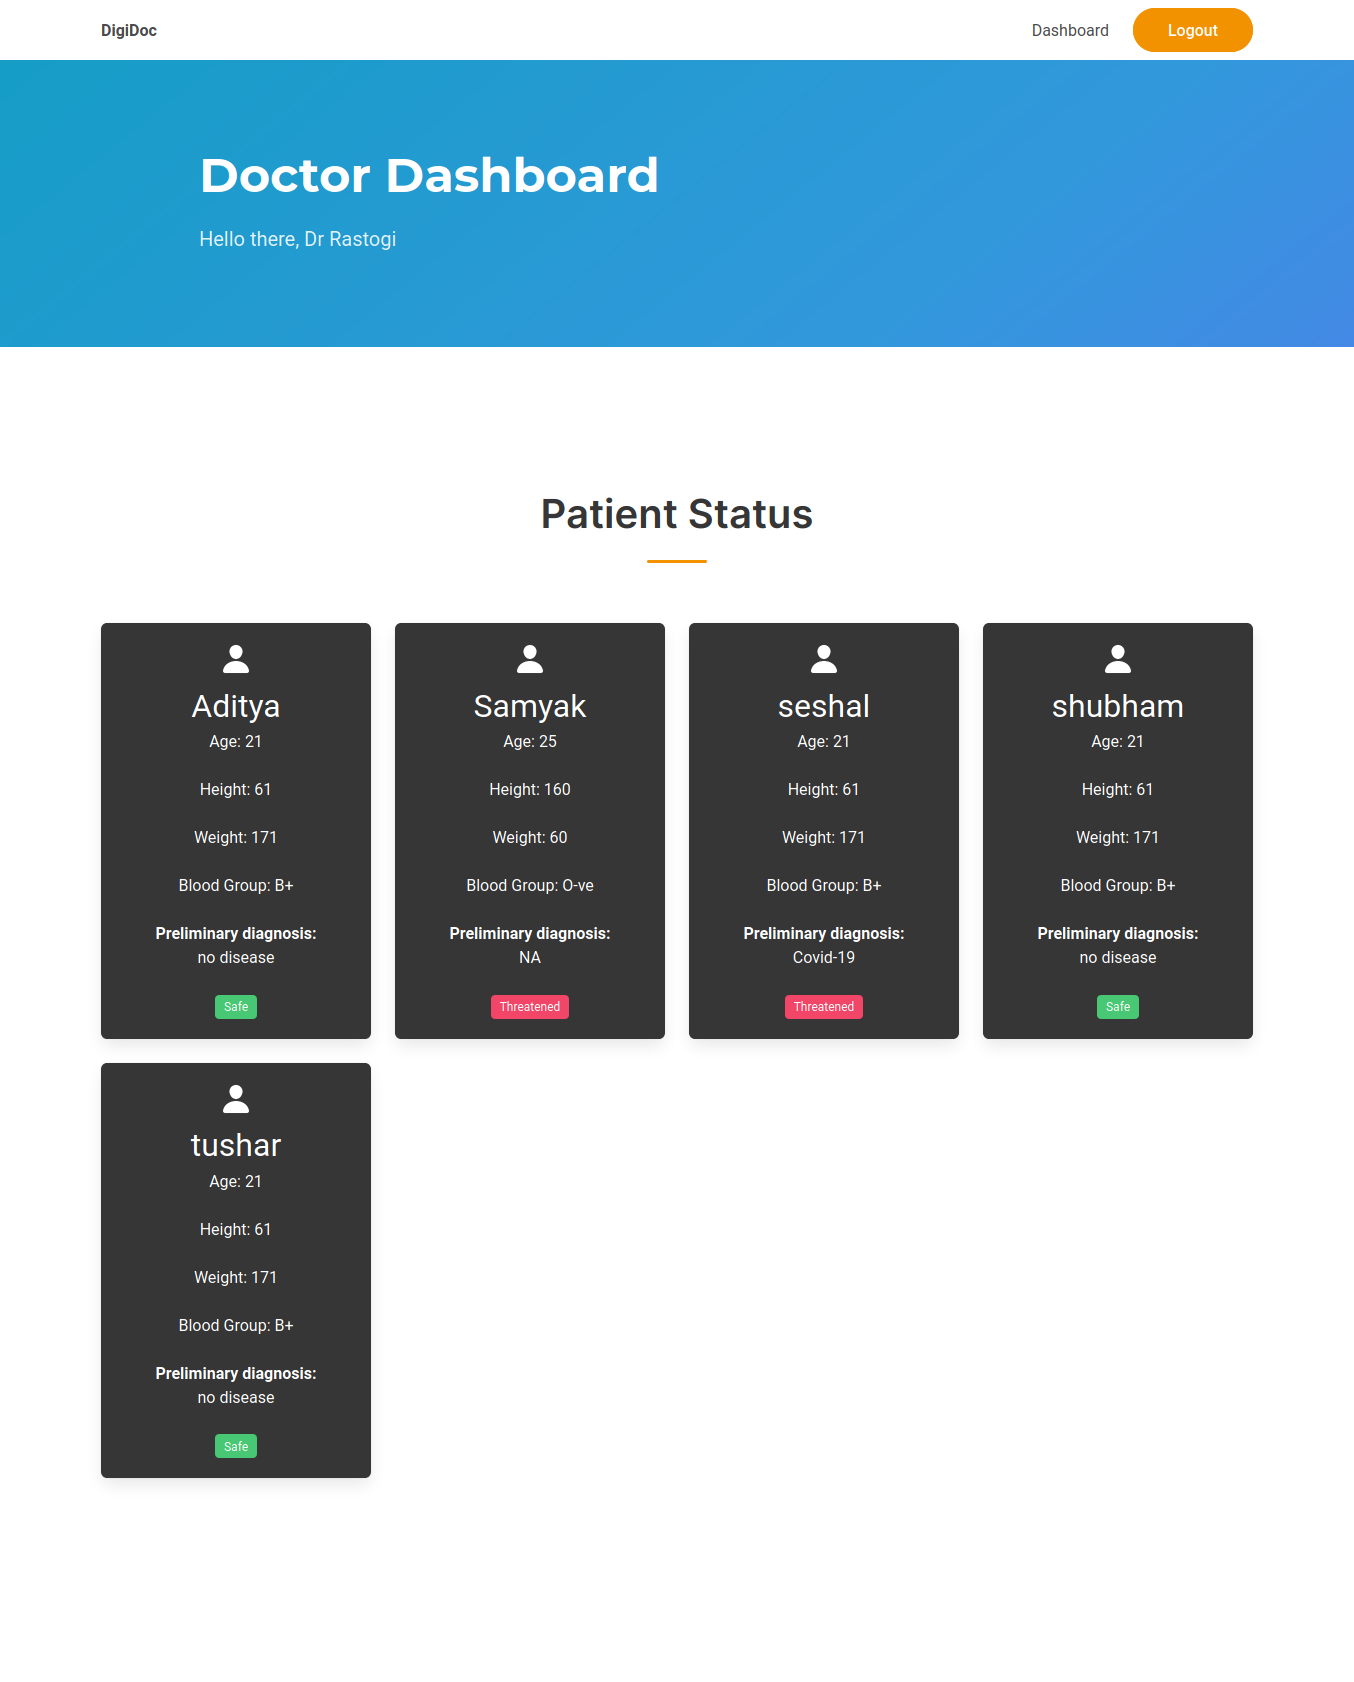 DigiDoc
Dashboard
Logout
Doctor Dashboard
Hello there, Dr Rastogi
Patient Status
Aditya
Age: 21
Height: 61
Weight: 171
Blood Group: B+
Preliminary diagnosis:
no disease
Safe
Samyak
Age: 25
Height: 160
Weight: 60
Blood Group: O-ve
Preliminary diagnosis:
NA
Threatened
seshal
Age: 21
Height: 61
Weight: 171
Blood Group: B+
Preliminary diagnosis:
Covid-19
Threatened
shubham
Age: 21
Height: 61
Weight: 171
Blood Group: B+
Preliminary diagnosis:
no disease
Safe
tushar
Age: 21
Height: 61
Weight: 171
Blood Group: B+
Preliminary diagnosis:
no disease
Safe